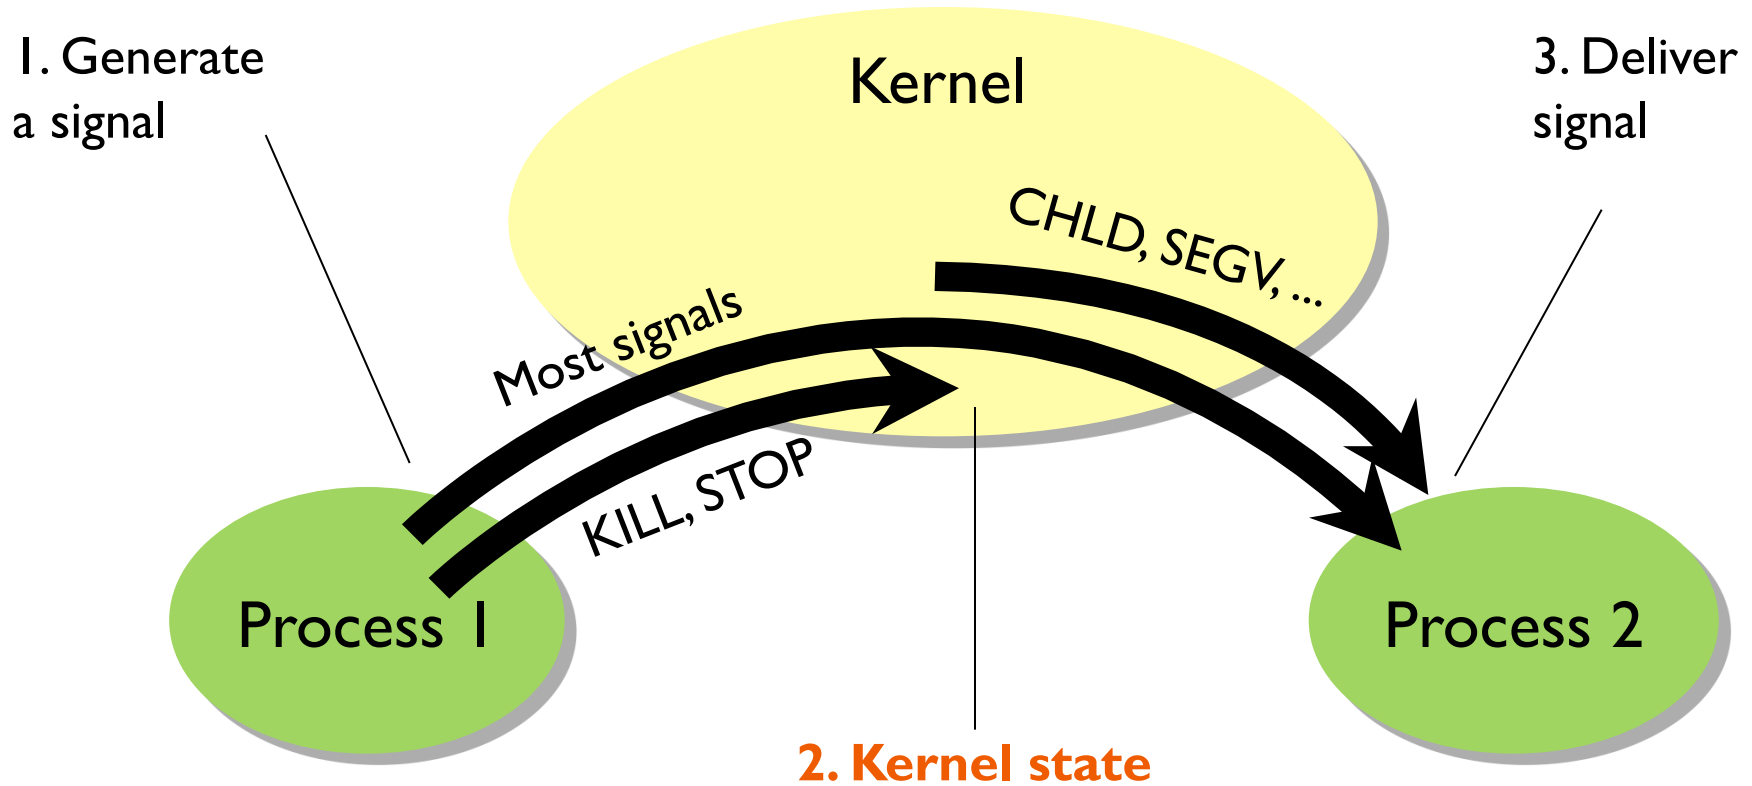 1. Generate
a signal
Kernel
3. Deliver
signal
CHLD, SEGV, ...
Most signals
KILL, STOP
Process 1
Process 2
2. Kernel state